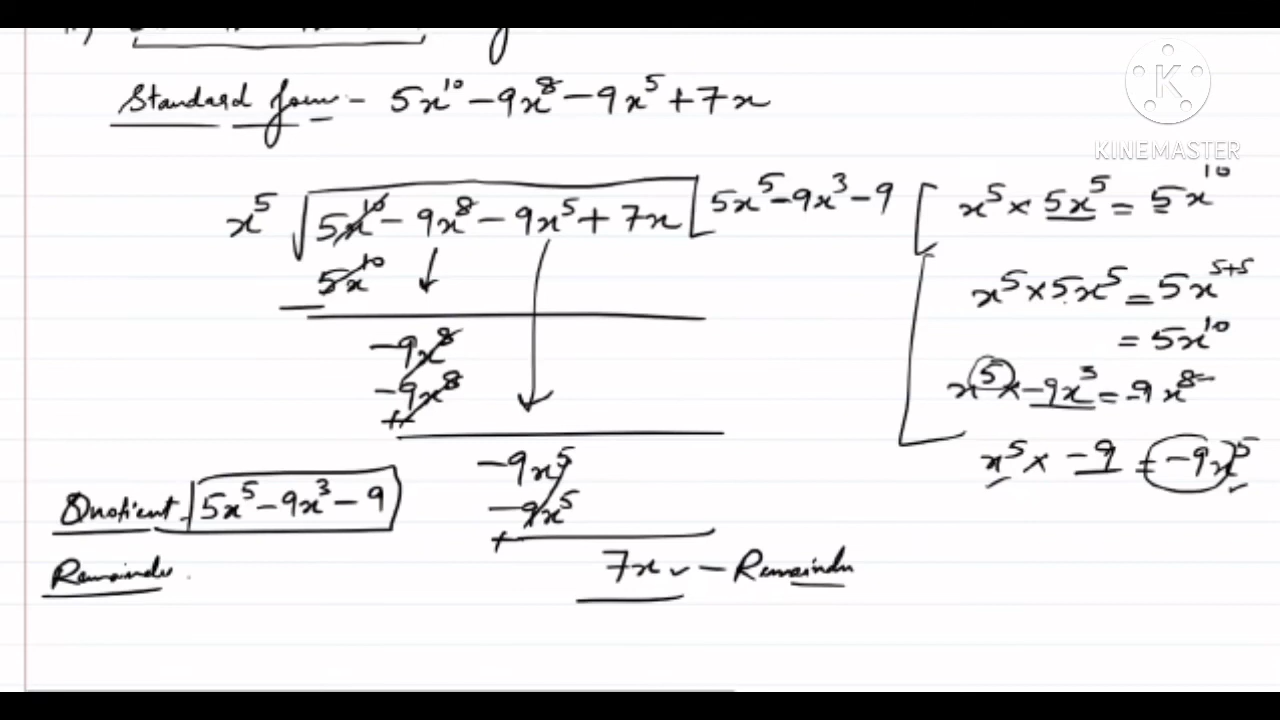 Standard form - 5x¹⁰ - 9x⁸ - 9x⁵ + 7x
K
KINEMASTER
x⁵ √ 5x¹⁰ - 9x⁸ - 9x⁵ + 7x [ 5x⁵ - 9x³ - 9
5x¹⁰
-
-9x⁸
-9x⁸
+
-9x⁵
-9x⁵
+
7x - Remainder
Quotient - 5x⁵ - 9x³ - 9
Remainder
x⁵ × 5x⁵ = 5x¹⁰
x⁵ × 5x⁵ = 5x⁵⁺⁵
= 5x¹⁰
x⁵ × -9x³ = -9x⁸
x⁵ × -9 = -9x⁵